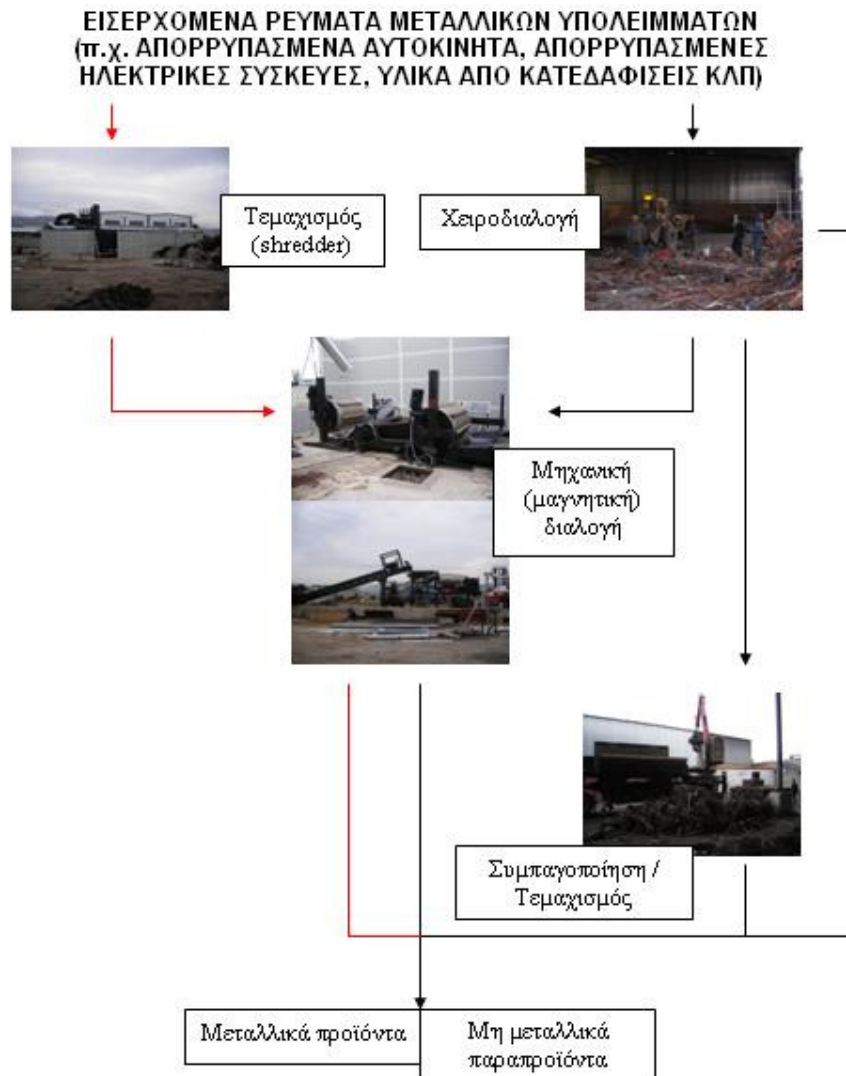 ΕΙΣΕΡΧΟΜΕΝΑ ΡΕΥΜΑΤΑ ΜΕΤΑΛΛΙΚΩΝ ΥΠΟΛΕΙΜΜΑΤΩΝ
(π.χ. ΑΠΟΡΡΥΠΑΣΜΕΝΑ ΑΥΤΟΚΙΝΗΤΑ, ΑΠΟΡΡΥΠΑΣΜΕΝΕΣ
ΗΛΕΚΤΡΙΚΕΣ ΣΥΣΚΕΥΕΣ, ΥΛΙΚΑ ΑΠΟ ΚΑΤΕΔΑΦΙΣΕΙΣ ΚΛΠ)
Τεμαχισμός
(shredder)
Χειροδιαλογή
Μηχανική
(μαγνητική)
διαλογή
Συμπαγοποίηση /
Τεμαχισμός
Μεταλλικά προϊόντα
Μη μεταλλικά
παραπροϊόντα